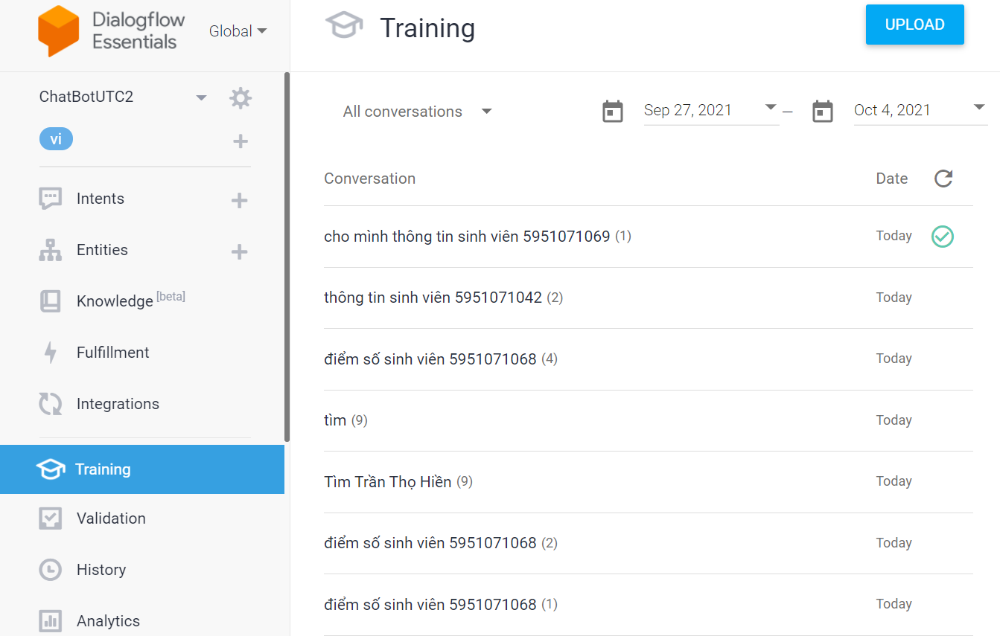 Dialogflow
Essentials
Global
Training
UPLOAD
ChatBotUTC2
vi
All conversations
Sep 27, 2021 – Oct 4, 2021
Conversation Date
Intents
Entities
Knowledge [beta]
Fulfillment
Integrations
Training
Validation
History
Analytics
cho mình thông tin sinh viên 5951071069 (1) Today
thông tin sinh viên 5951071042 (2) Today
điểm số sinh viên 5951071068 (4) Today
tìm (9) Today
Tìm Trần Thọ Hiền (9) Today
điểm số sinh viên 5951071068 (2) Today
điểm số sinh viên 5951071068 (1) Today